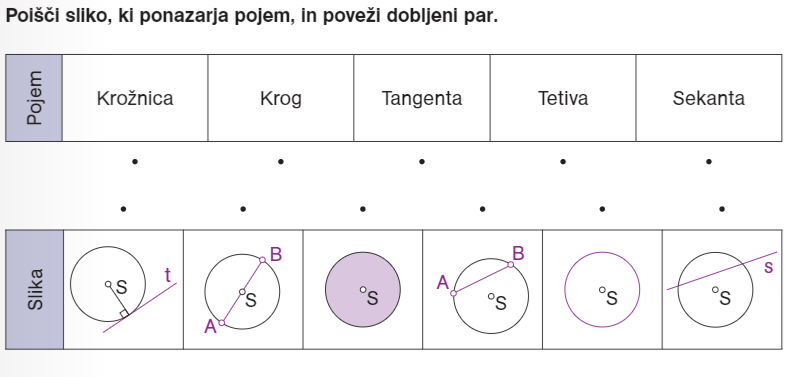 Poišči sliko, ki ponazarja pojem, in poveži dobljeni par.
Pojem Krožnica Krog Tangenta Tetiva Sekanta
Slika
S t
B S A
S
A B S
S
s S